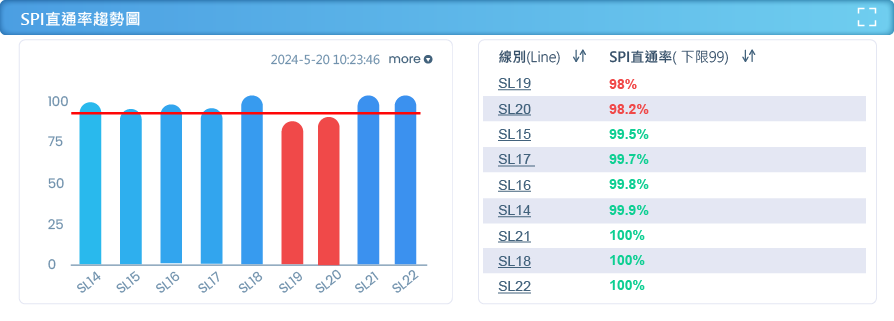 SPI直通率趨勢圖
2024-5-20 10:23:46 more
100
75
50
25
0
SL14 SL15 SL16 SL17 SL18 SL19 SL20 SL21 SL22
線別(Line) SPI直通率( 下限99)
SL19 98%
SL20 98.2%
SL15 99.5%
SL17 99.7%
SL16 99.8%
SL14 99.9%
SL21 100%
SL18 100%
SL22 100%